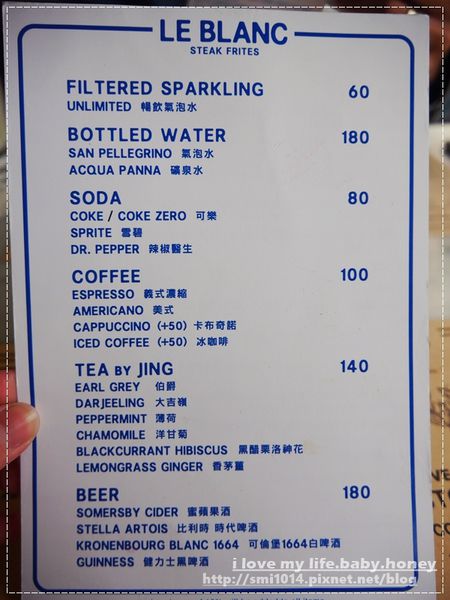 LE BLANC
STEAK FRITES
FILTERED SPARKLING 60
UNLIMITED 暢飲氣泡水
BOTTLED WATER 180
SAN PELLEGRINO 氣泡水
ACQUA PANNA 礦泉水
SODA 80
COKE / COKE ZERO 可樂
SPRITE 雪碧
DR. PEPPER 辣椒醫生
COFFEE 100
ESPRESSO 義式濃縮
AMERICANO 美式
CAPPUCCINO (+50) 卡布奇諾
ICED COFFEE (+50) 冰咖啡
TEA BY JING 140
EARL GREY 伯爵
DARJEELING 大吉嶺
PEPPERMINT 薄荷
CHAMOMILE 洋甘菊
BLACKCURRANT HIBISCUS 黑醋栗洛神花
LEMONGRASS GINGER 香茅薑
BEER 180
SOMERSBY CIDER 蜜蘋果酒
STELLA ARTOIS 比利時 時代啤酒
KRONENBOURG BLANC 1664 可倫堡1664白啤酒
GUINNESS 健力士黑啤酒
i love my life.baby.honey
http://smi1014.pixnet.net/blog